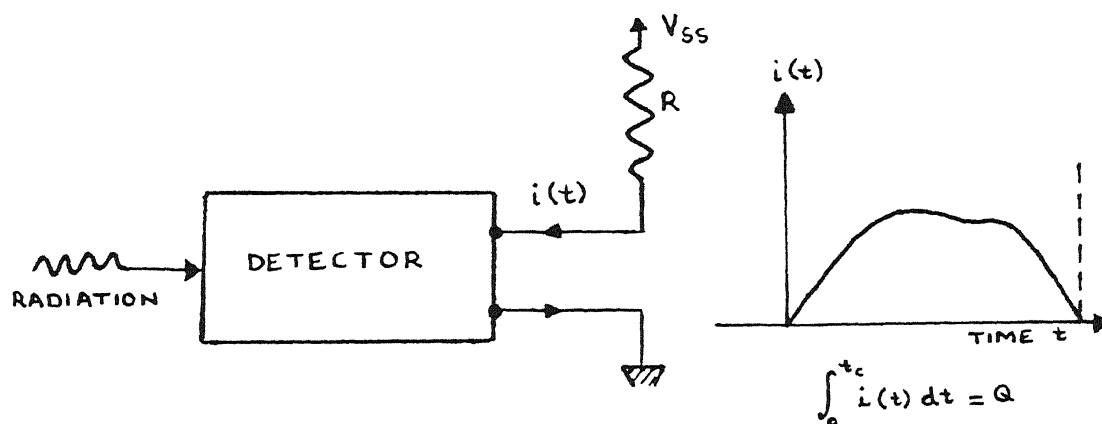 V_SS
R
i(t)
i(t)
DETECTOR
RADIATION
TIME t
∫_0^{t_c} i(t) dt = Q